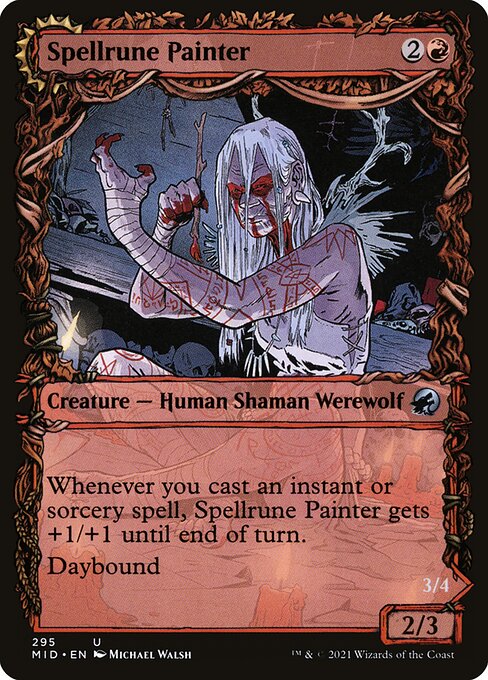 Spellrune Painter 2
Creature — Human Shaman Werewolf
Whenever you cast an instant or
sorcery spell, Spellrune Painter gets
+1/+1 until end of turn.
Daybound
3/4
2/3
295 U
MID • EN Michael Walsh
™ & © 2021 Wizards of the Coast